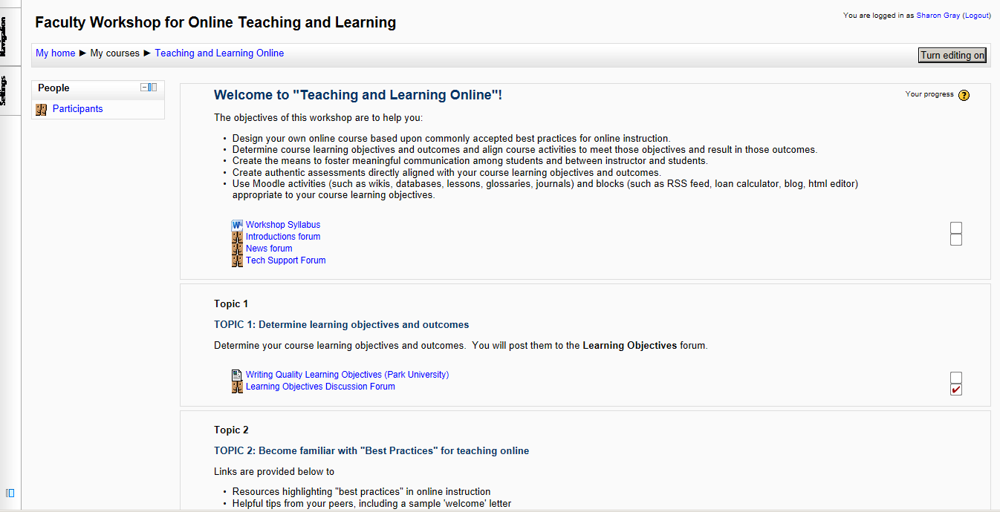 Navigation
Settings
Faculty Workshop for Online Teaching and Learning
You are logged in as Sharon Gray (Logout)
My home ► My courses ► Teaching and Learning Online
Turn editing on
People
Participants
Welcome to "Teaching and Learning Online"!
Your progress
The objectives of this workshop are to help you:
• Design your own online course based upon commonly accepted best practices for online instruction.
• Determine course learning objectives and outcomes and align course activities to meet those objectives and result in those outcomes.
• Create the means to foster meaningful communication among students and between instructor and students.
• Create authentic assessments directly aligned with your course learning objectives and outcomes.
• Use Moodle activities (such as wikis, databases, lessons, glossaries, journals) and blocks (such as RSS feed, loan calculator, blog, html editor)
appropriate to your course learning objectives.
Workshop Syllabus
Introductions forum
News forum
Tech Support Forum
Topic 1
TOPIC 1: Determine learning objectives and outcomes
Determine your course learning objectives and outcomes.  You will post them to the Learning Objectives forum.
Writing Quality Learning Objectives (Park University)
Learning Objectives Discussion Forum
Topic 2
TOPIC 2: Become familiar with "Best Practices" for teaching online
Links are provided below to
• Resources highlighting "best practices" in online instruction
• Helpful tips from your peers, including a sample 'welcome' letter